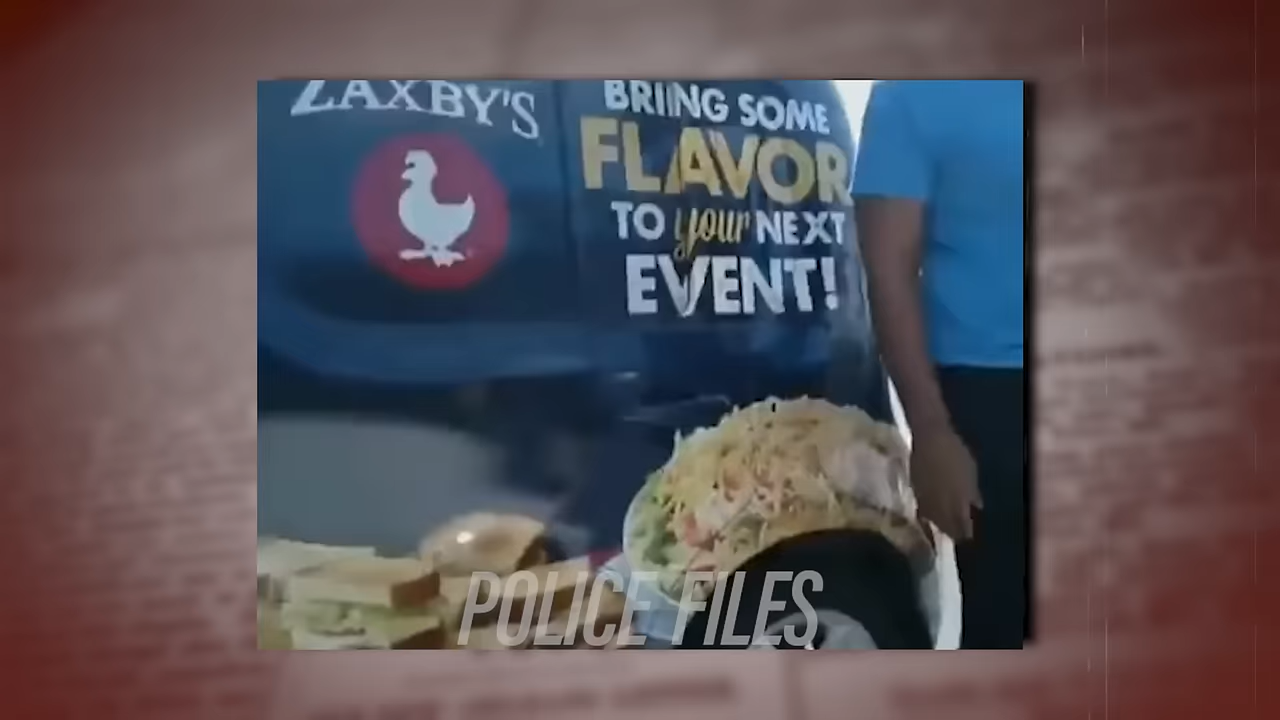 ZAXBY'S
BRING SOME
FLAVOR
TO your NEXT
EVENT!
POLICE FILES